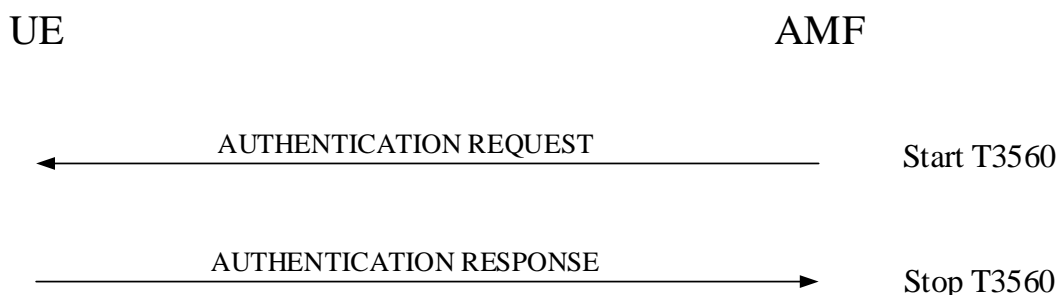 UE AMF
AUTHENTICATION REQUEST Start T3560
AUTHENTICATION RESPONSE Stop T3560